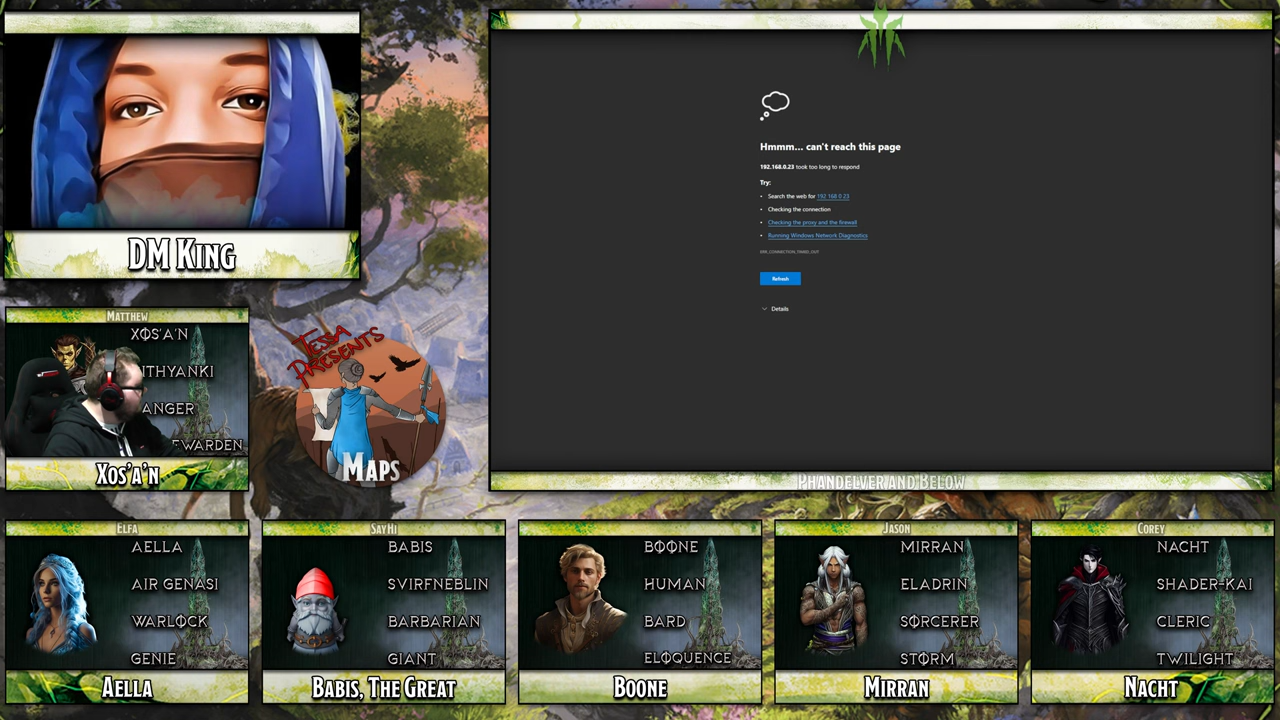 DM King
Hmmm... can't reach this page
192.168.0.23 took too long to respond
Try:
Search the web for 192 168 0 23
Checking the connection
Checking the proxy and the firewall
Running Windows Network Diagnostics
ERR_CONNECTION_TIMED_OUT
Refresh
Details
Phandelver and Below
Matthew
XOS'A'N
ITHYANKI
ANGER
EWARDEN
Xos'a'n
TESSA
PRESENTS
Maps
Elfa
AELLA
AIR GENASI
WARLOCK
GENIE
Aella
SayHi
BABIS
SVIRFNEBLIN
BARBARIAN
GIANT
Babis, The Great
BOONE
HUMAN
BARD
ELOQUENCE
Boone
Jason
MIRRAN
ELADRIN
SORCERER
STORM
Mirran
Corey
NACHT
SHADER-KAI
CLERIC
TWILIGHT
Nacht